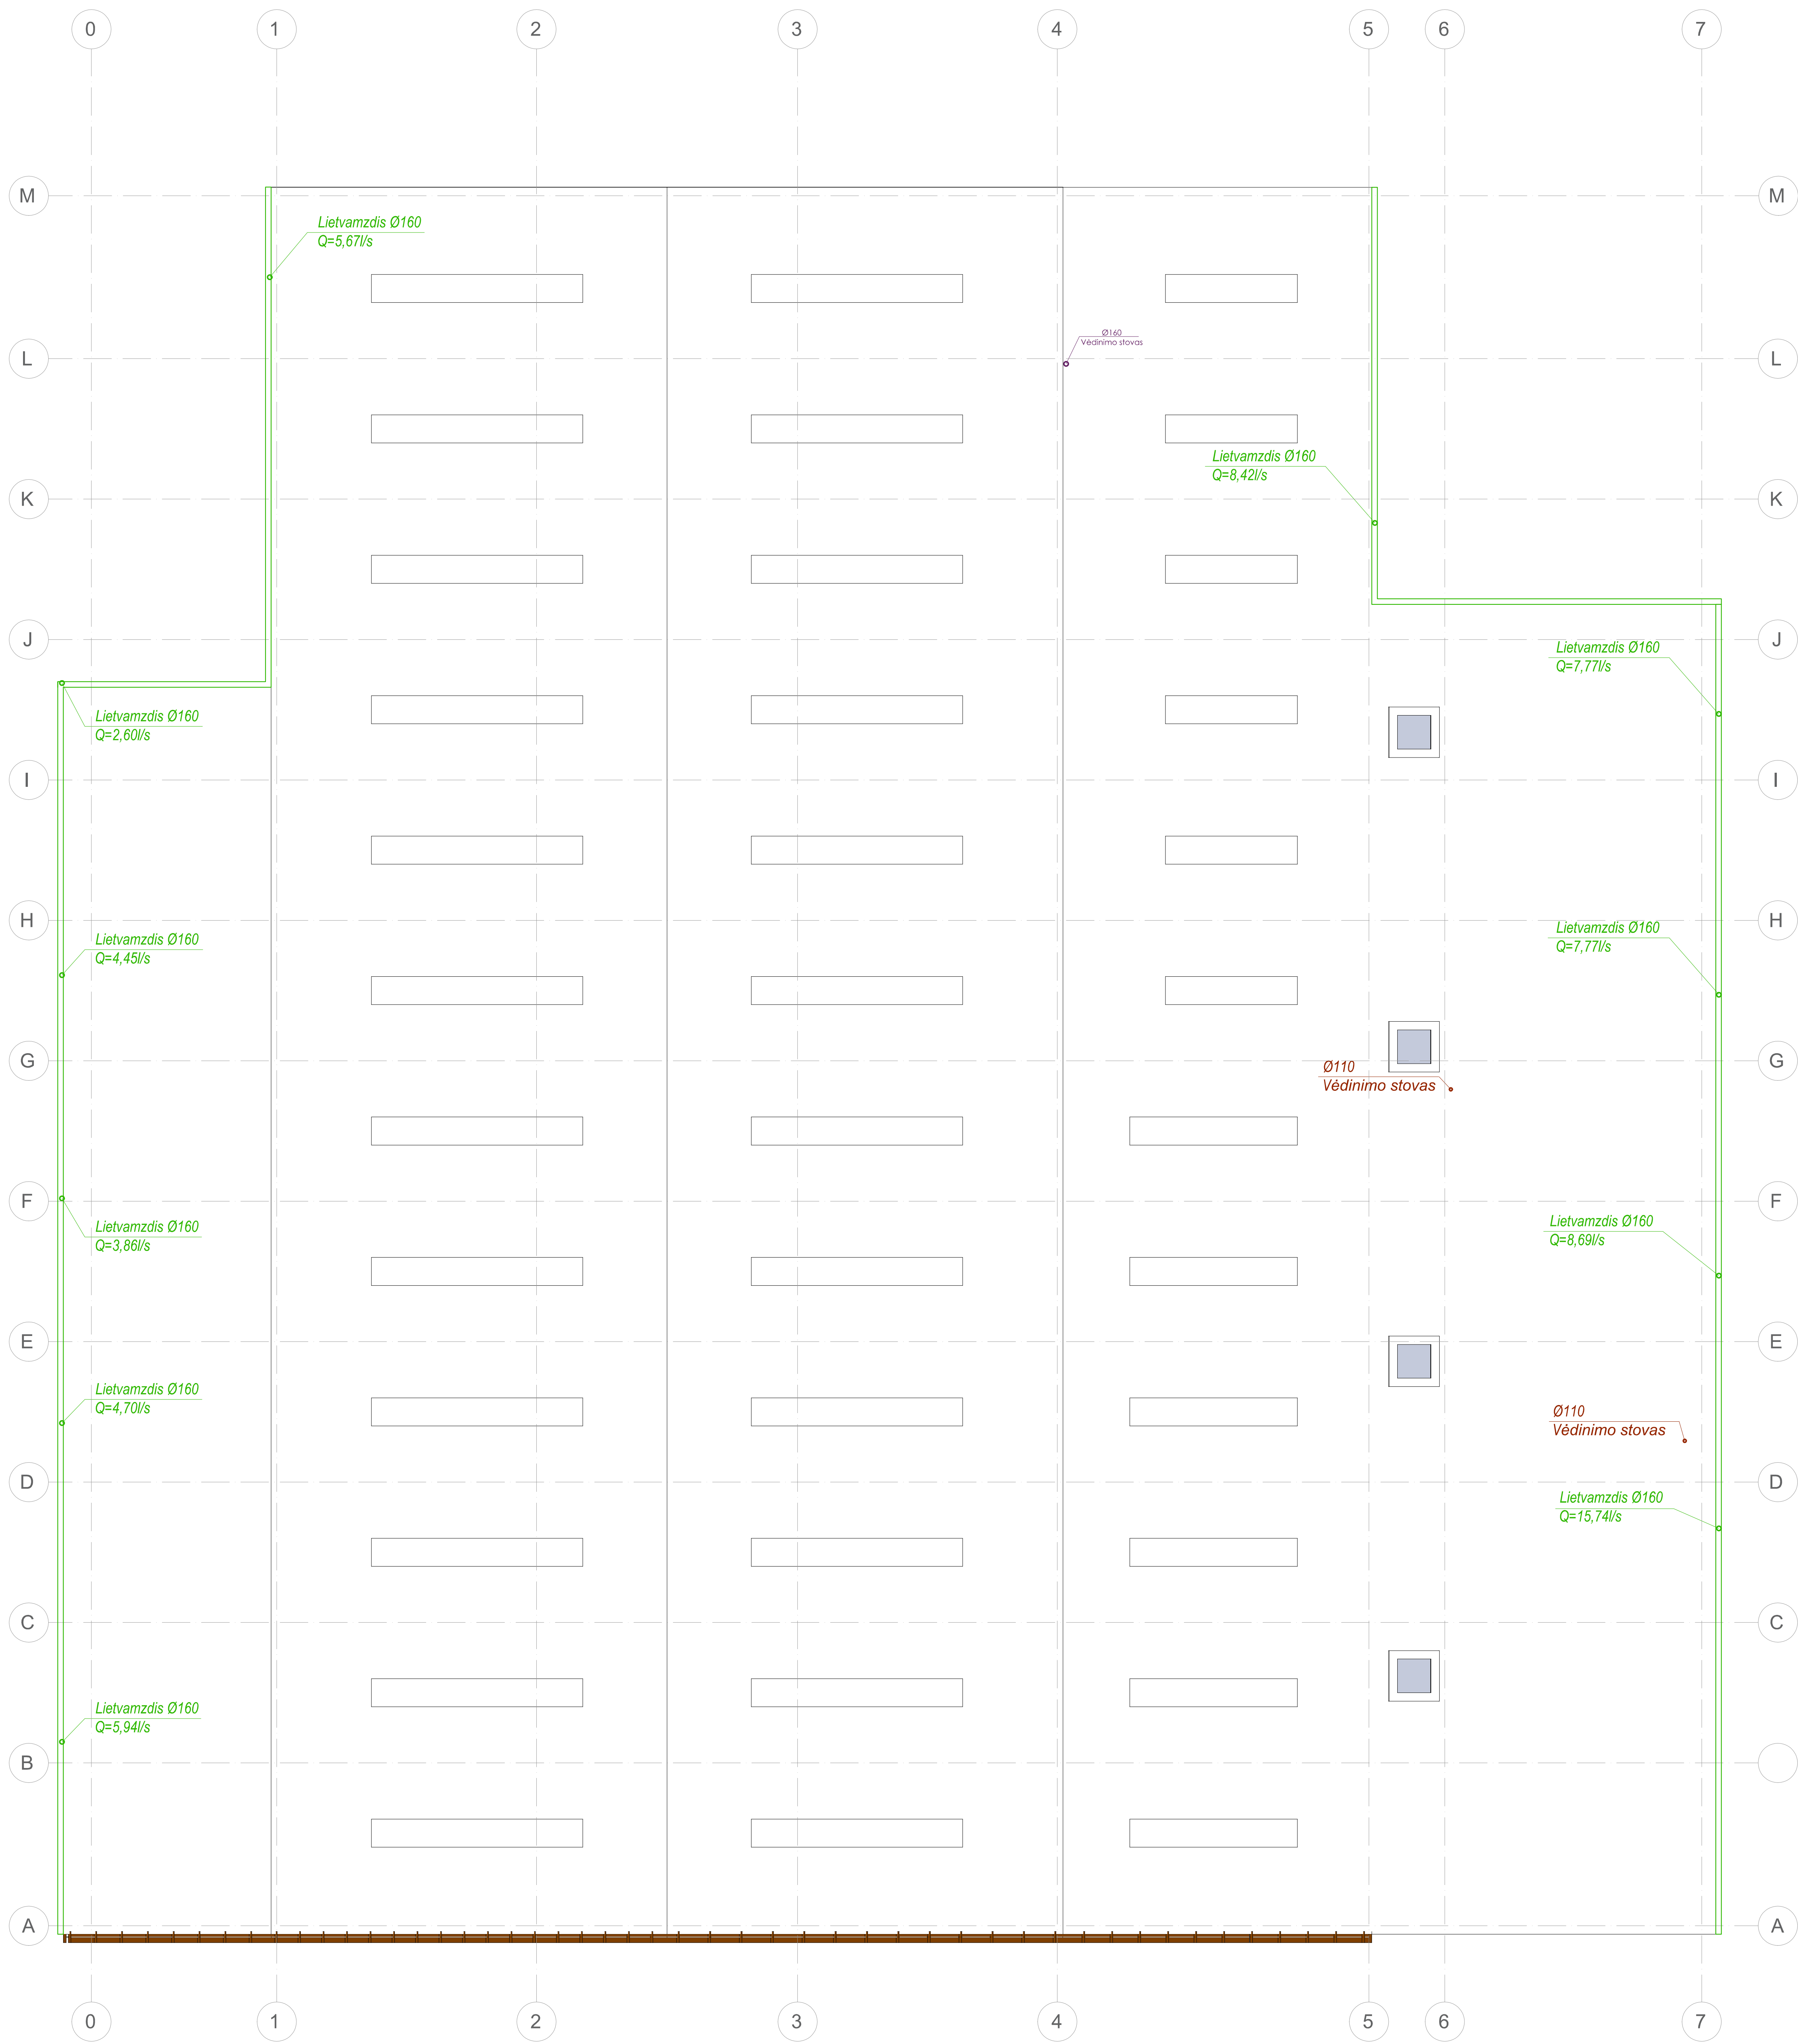 0 1 2 3 4 5 6 7
M M
Lietvamzdis Ø160
Q=5,67l/s
Ø160
Vėdinimo stovas
L L
Lietvamzdis Ø160
Q=8,42l/s
K K
J J
Lietvamzdis Ø160
Q=7,77l/s
Lietvamzdis Ø160
Q=2,60l/s
I I
H H
Lietvamzdis Ø160
Q=7,77l/s
Lietvamzdis Ø160
Q=4,45l/s
G G
Ø110
Vėdinimo stovas
F F
Lietvamzdis Ø160
Q=8,69l/s
Lietvamzdis Ø160
Q=3,86l/s
E E
Lietvamzdis Ø160
Q=4,70l/s
Ø110
Vėdinimo stovas
D D
Lietvamzdis Ø160
Q=15,74l/s
C C
Lietvamzdis Ø160
Q=5,94l/s
B
A A
0 1 2 3 4 5 6 7